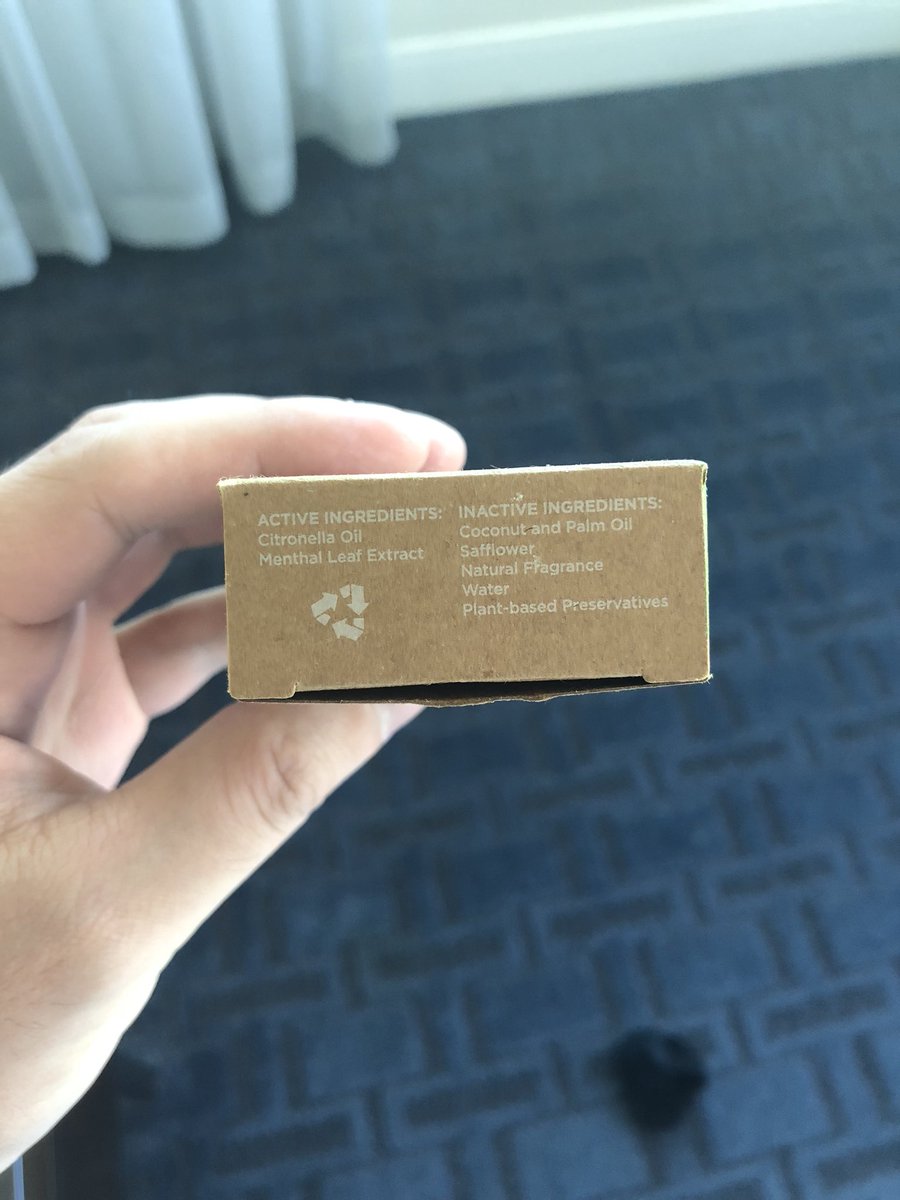 ACTIVE INGREDIENTS:
Citronella Oil
Menthal Leaf Extract
INACTIVE INGREDIENTS:
Coconut and Palm Oil
Safflower
Natural Fragrance
Water
Plant-based Preservatives